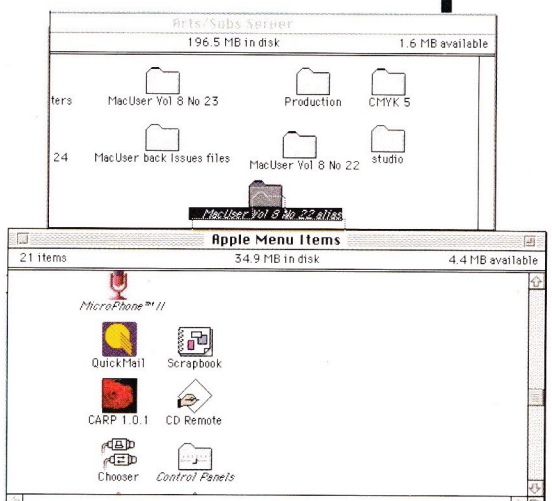 Arts/Subs Server
196.5 MB in disk 1.6 MB available
ters MacUser Vol 8 No 23 Production CMYK 5
24 MacUser back Issues files MacUser Vol 8 No 22 studio
MacUser Vol 8 No 22 alias
Apple Menu Items
21 items 34.9 MB in disk 4.4 MB available
MicroPhone™ II
QuickMail Scrapbook
CARP 1.0.1 CD Remote
Chooser Control Panels